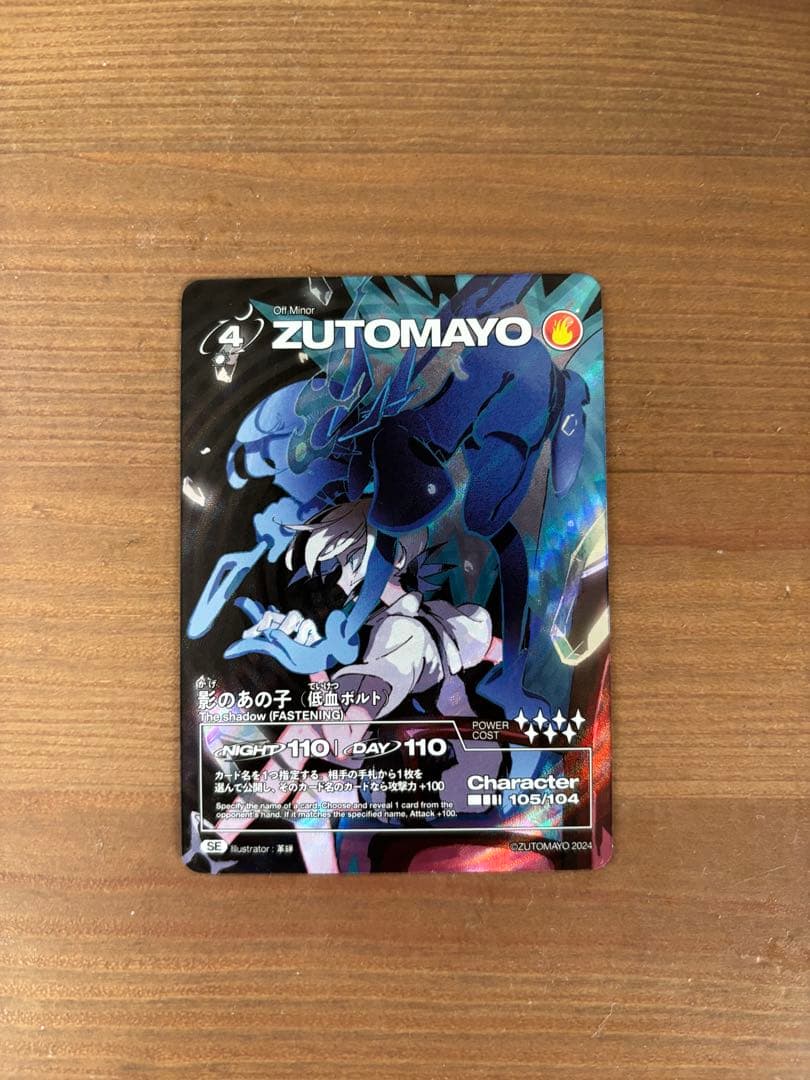 Off Minor
4 ZUTOMAYO
かげ ていけつ
影のあの子 (低血ボルト)
The shadow (FASTENING)
POWER COST
NIGHT 110 | DAY 110
カード名を1つ指定する 相手の手札から1枚を
選んで公開し、そのカード名のカードなら攻撃力+100
Specify the name of a card. Choose and reveal 1 card from the
opponent's hand. If it matches the specified name, Attack +100.
Character
105/104
SE Illustrator :
©ZUTOMAYO 2024